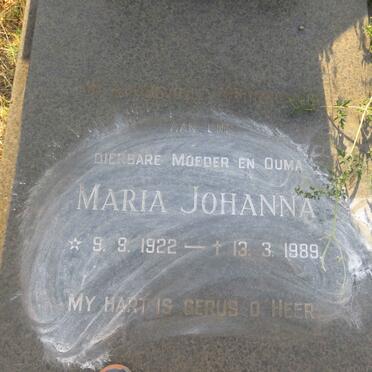 DIERBARE MOEDER EN OUMA
MARIA JOHANNA
☆ 9. 9. 1922 — † 13. 3. 1989.
MY HART IS GERUS O HEER